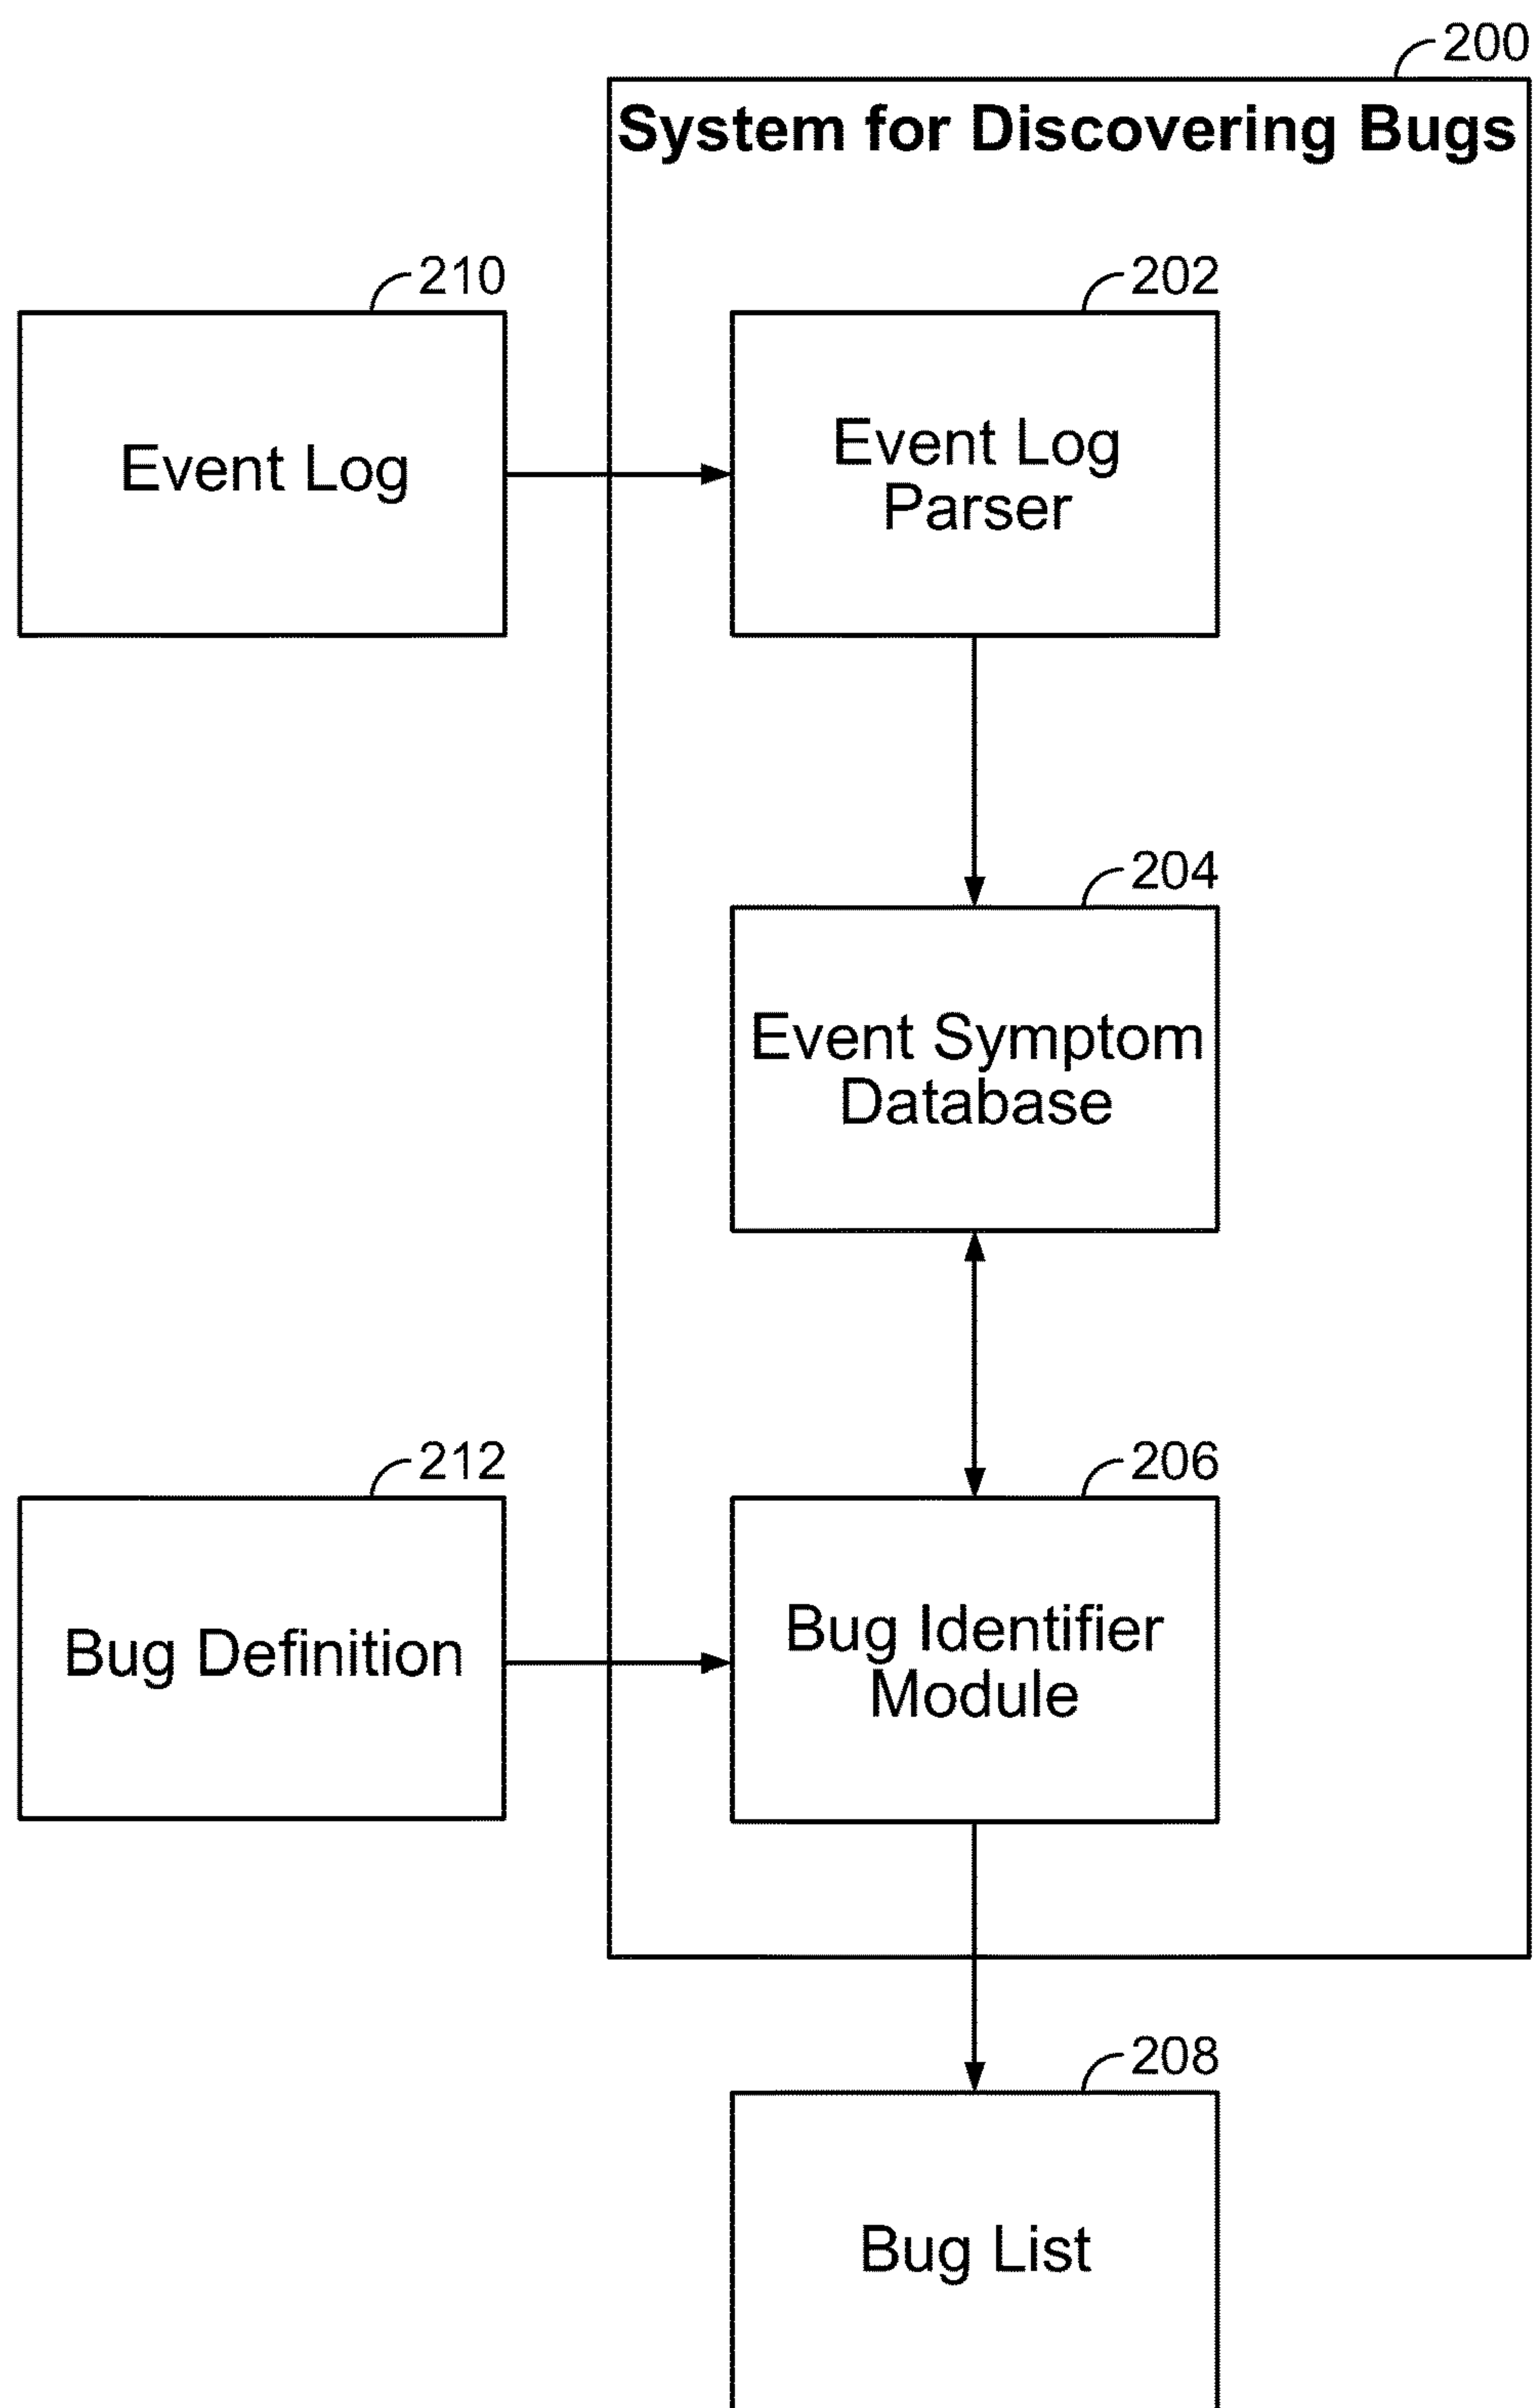 200
System for Discovering Bugs
210
202
Event Log
Event Log
Parser
204
Event Symptom
Database
212
206
Bug Definition
Bug Identifier
Module
208
Bug List